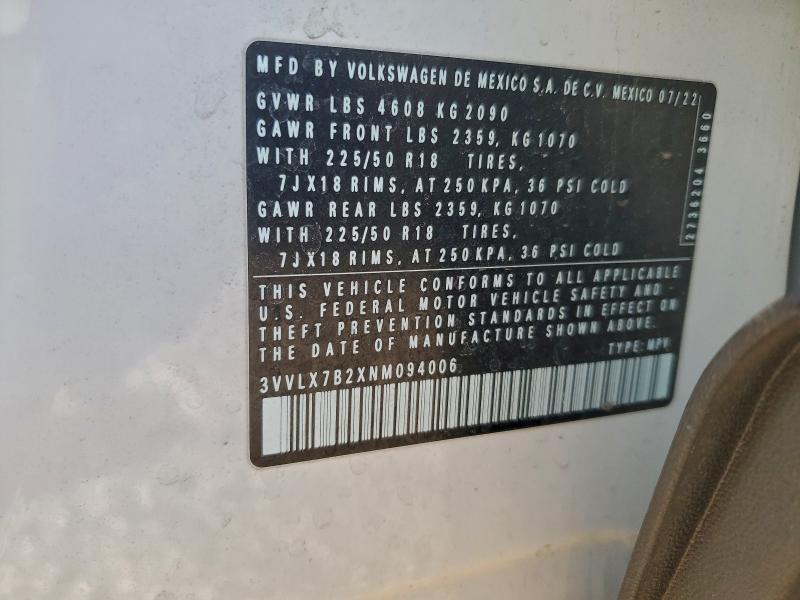 MFD BY VOLKSWAGEN DE MEXICO S.A. DE C.V. MEXICO 07/22
GVWR LBS 4608 KG 2090
GAWR FRONT LBS 2359, KG 1070
WITH 225/50 R18 TIRES,
7JX18 RIMS, AT 250 KPA, 36 PSI COLD
GAWR REAR LBS 2359, KG 1070
WITH 225/50 R18 TIRES,
7JX18 RIMS, AT 250 KPA, 36 PSI COLD
2736204 3660
THIS VEHICLE CONFORMS TO ALL APPLICABLE
U.S. FEDERAL MOTOR VEHICLE SAFETY AND
THEFT PREVENTION STANDARDS IN EFFECT ON
THE DATE OF MANUFACTURE SHOWN ABOVE.
TYPE: MPV
3VVLX7B2XNM094006